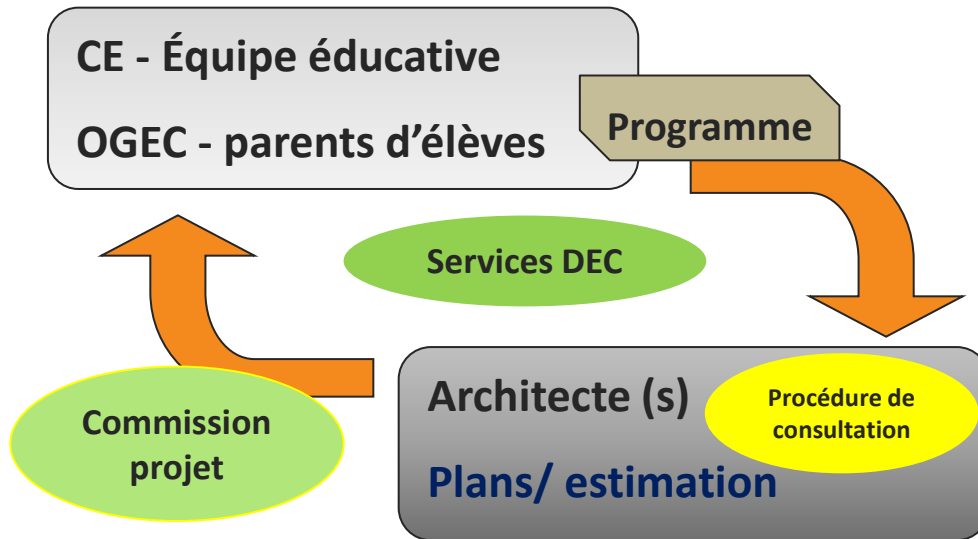 CE - Équipe éducative
OGEC - parents d’élèves
Programme
Services DEC
Architecte (s)
Plans/ estimation
Procédure de
consultation
Commission
projet